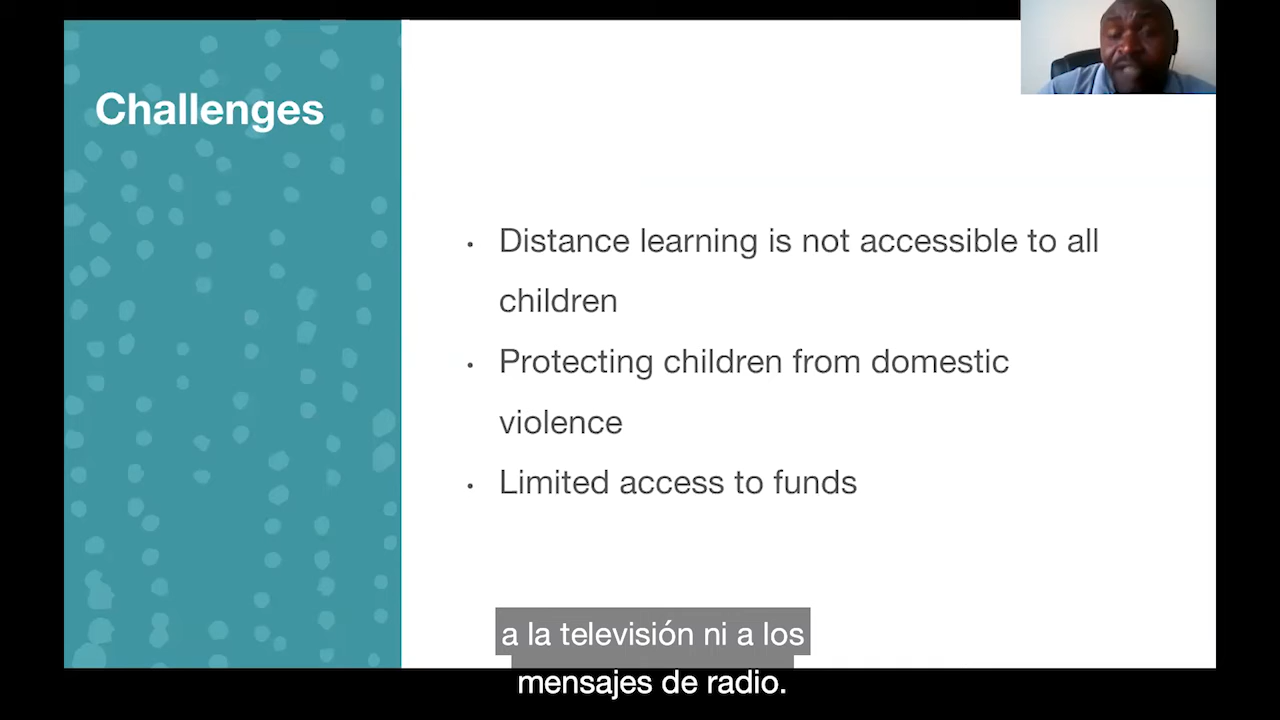 Challenges
• Distance learning is not accessible to all
children
• Protecting children from domestic
violence
• Limited access to funds
a la televisión ni a los
mensajes de radio.